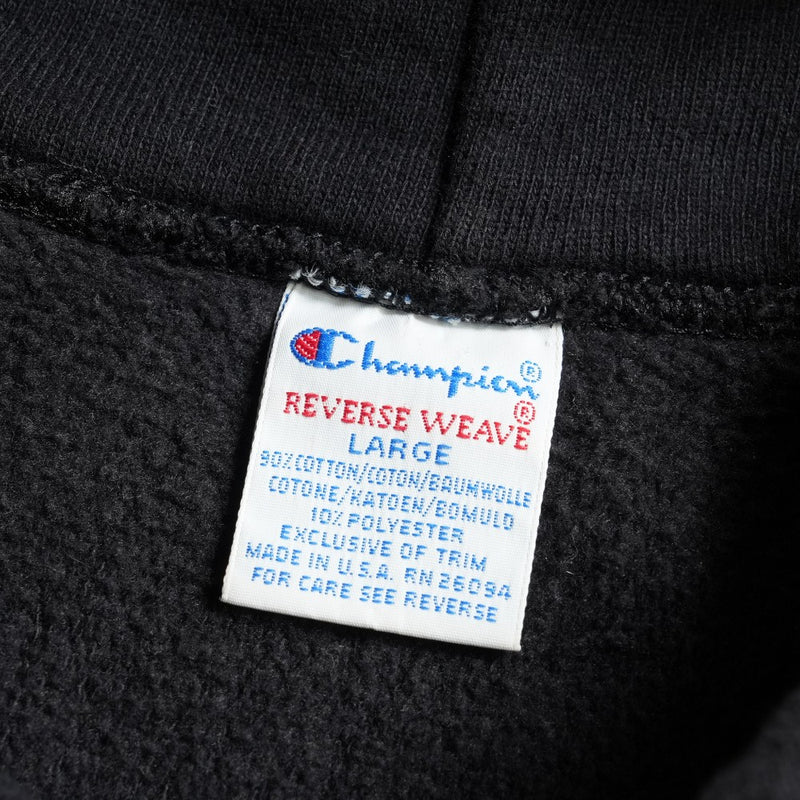 Champion®
REVERSE WEAVE®
LARGE
90% COTTON/COTON/BAUMWOLLE
COTONE/KATOEN/BOMULD
10% POLYESTER
EXCLUSIVE OF TRIM
MADE IN U.S.A. RN 26094
FOR CARE SEE REVERSE